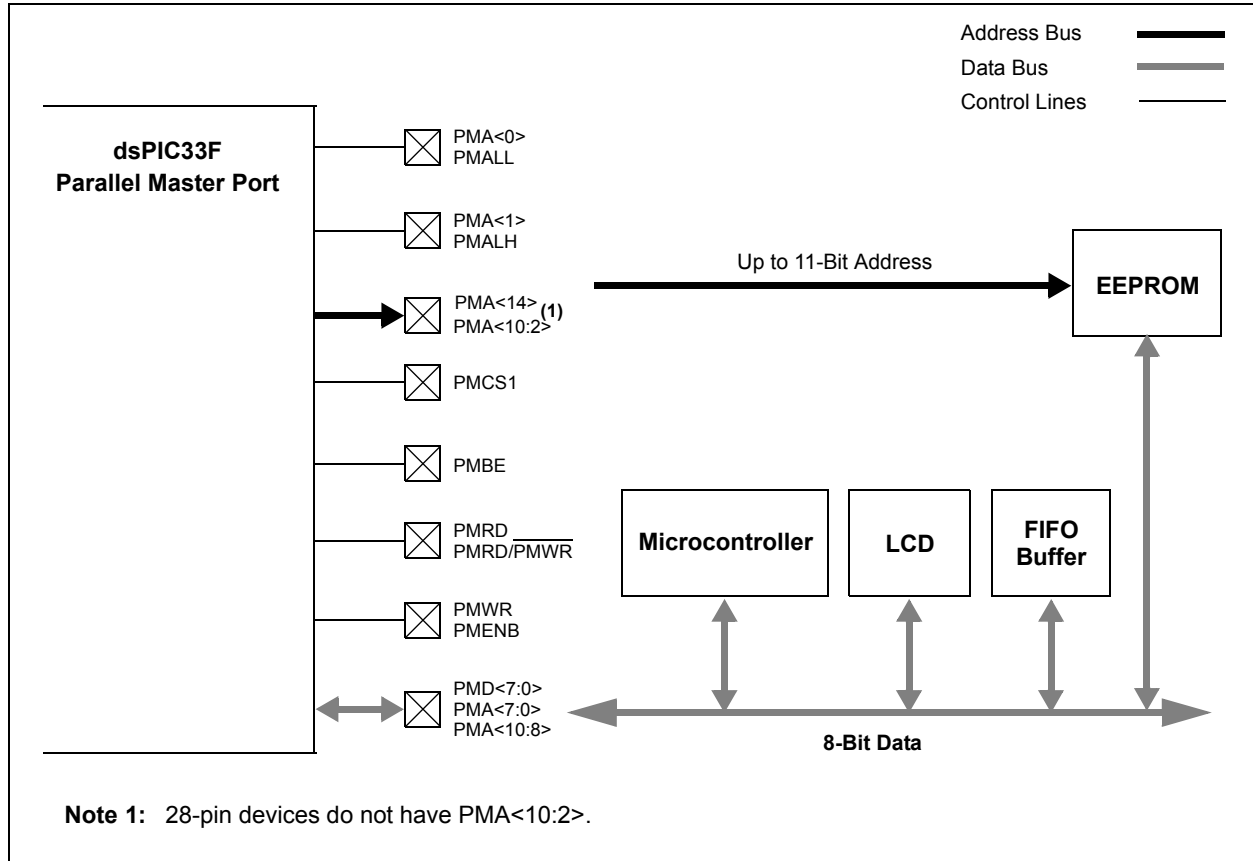 Address Bus
Data Bus
Control Lines
dsPIC33F
Parallel Master Port
PMA<0>
PMALL
PMA<1>
PMALH
PMA<14>(1)
PMA<10:2>
PMCS1
PMBE
PMRD
PMRD/PMWR
PMWR
PMENB
PMD<7:0>
PMA<7:0>
PMA<10:8>
Up to 11-Bit Address
EEPROM
Microcontroller
LCD
FIFO
Buffer
8-Bit Data
Note 1: 28-pin devices do not have PMA<10:2>.